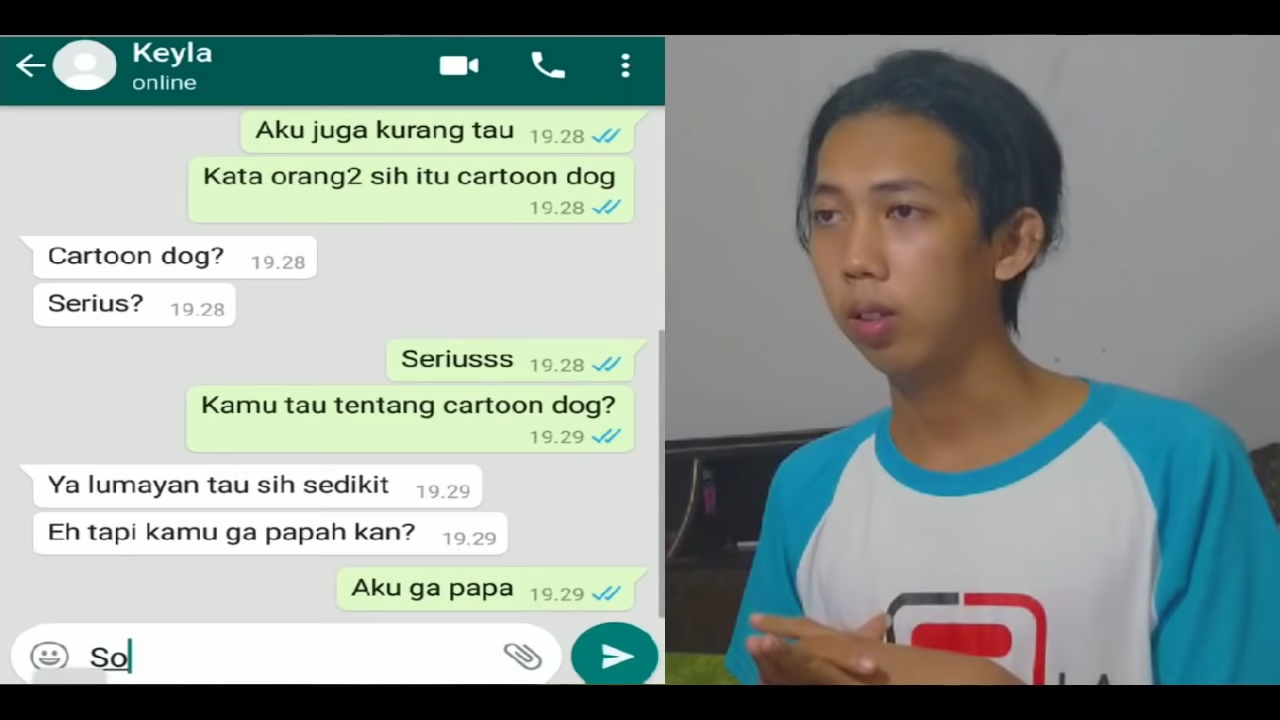 Keyla
online
Aku juga kurang tau 19.28
Kata orang2 sih itu cartoon dog
19.28
Cartoon dog? 19.28
Serius? 19.28
Seriusss 19.28
Kamu tau tentang cartoon dog?
19.29
Ya lumayan tau sih sedikit 19.29
Eh tapi kamu ga papah kan? 19.29
Aku ga papa 19.29
So